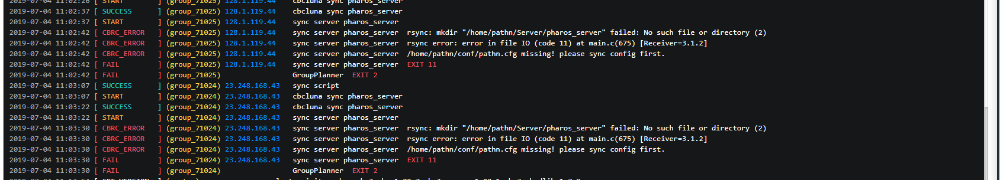 2019-07-04 11:02:26 [ START ] (group_71025) 128.1.119.44 cbcluna sync pharos_server
2019-07-04 11:02:37 [ SUCCESS ] (group_71025) 128.1.119.44 cbcluna sync pharos_server
2019-07-04 11:02:37 [ START ] (group_71025) 128.1.119.44 sync server pharos_server
2019-07-04 11:02:42 [ CBRC_ERROR ] (group_71025) 128.1.119.44 sync server pharos_server rsync: mkdir "/home/pathn/Server/pharos_server" failed: No such file or directory (2)
2019-07-04 11:02:42 [ CBRC_ERROR ] (group_71025) 128.1.119.44 sync server pharos_server rsync error: error in file IO (code 11) at main.c(675) [Receiver=3.1.2]
2019-07-04 11:02:42 [ CBRC_ERROR ] (group_71025) 128.1.119.44 sync server pharos_server /home/pathn/conf/pathn.cfg missing! please sync config first.
2019-07-04 11:02:42 [ FAIL ] (group_71025) 128.1.119.44 sync server pharos_server EXIT 11
2019-07-04 11:02:42 [ FAIL ] (group_71025) GroupPlanner EXIT 2
2019-07-04 11:03:07 [ SUCCESS ] (group_71024) 23.248.168.43 sync script
2019-07-04 11:03:07 [ START ] (group_71024) 23.248.168.43 cbcluna sync pharos_server
2019-07-04 11:03:22 [ SUCCESS ] (group_71024) 23.248.168.43 cbcluna sync pharos_server
2019-07-04 11:03:22 [ START ] (group_71024) 23.248.168.43 sync server pharos_server
2019-07-04 11:03:30 [ CBRC_ERROR ] (group_71024) 23.248.168.43 sync server pharos_server rsync: mkdir "/home/pathn/Server/pharos_server" failed: No such file or directory (2)
2019-07-04 11:03:30 [ CBRC_ERROR ] (group_71024) 23.248.168.43 sync server pharos_server rsync error: error in file IO (code 11) at main.c(675) [Receiver=3.1.2]
2019-07-04 11:03:30 [ CBRC_ERROR ] (group_71024) 23.248.168.43 sync server pharos_server /home/pathn/conf/pathn.cfg missing! please sync config first.
2019-07-04 11:03:30 [ FAIL ] (group_71024) 23.248.168.43 sync server pharos_server EXIT 11
2019-07-04 11:03:30 [ FAIL ] (group_71024) GroupPlanner EXIT 2
2019-07-04